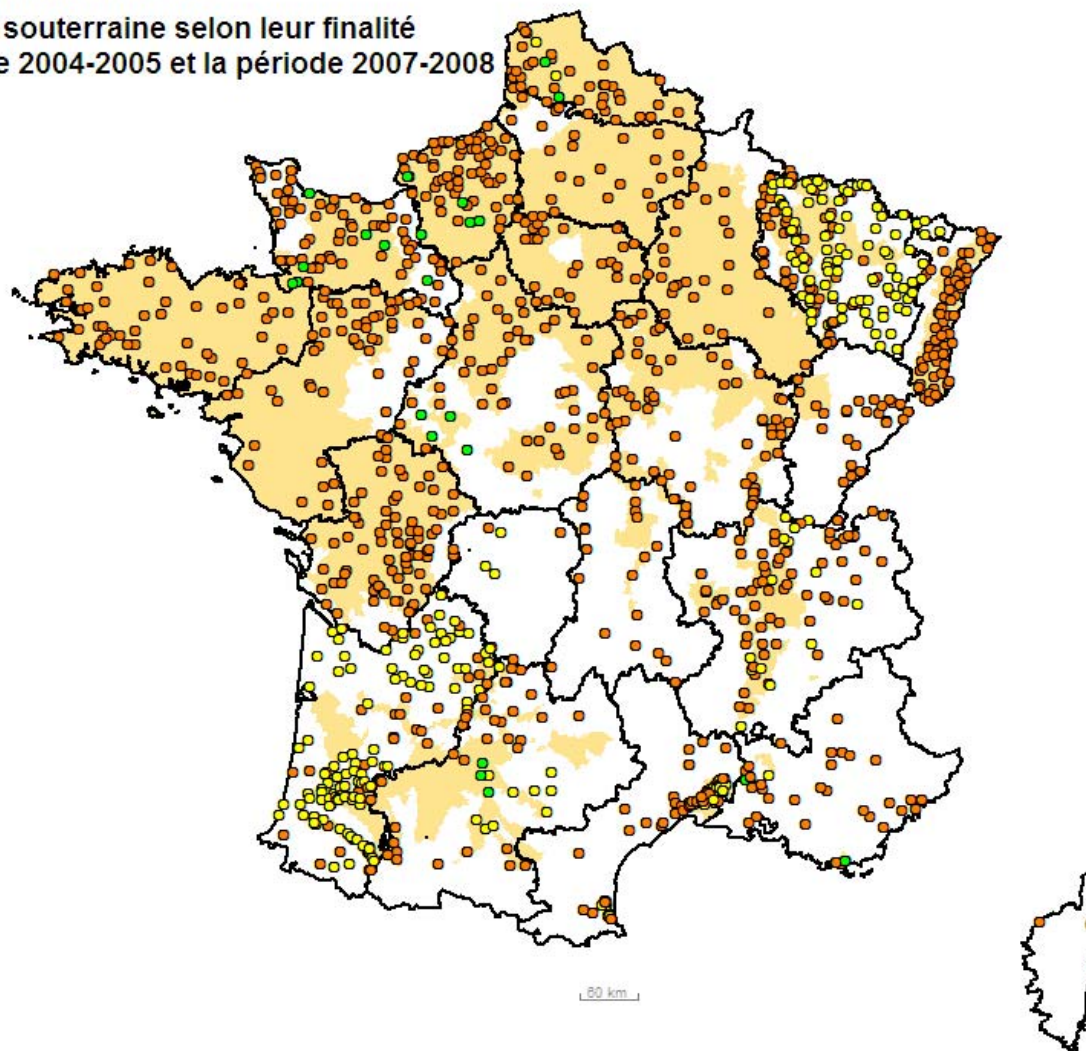 souterraine selon leur finalité
2004-2005 et la période 2007-2008
60 km